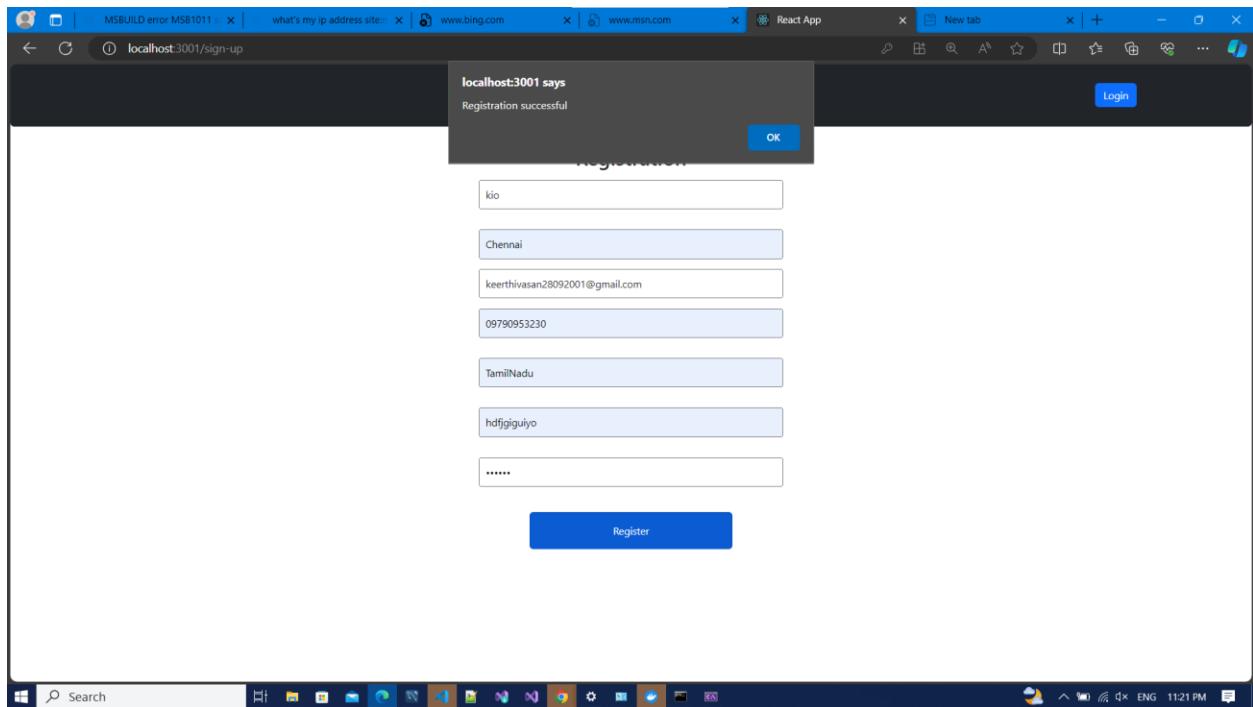 MSBUILD error MSB1011
what's my ip address site:
www.bing.com
www.msn.com
React App
New tab
localhost:3001/sign-up
localhost:3001 says
Registration successful
OK
Login
Registration
kio
Chennai
keerthivasan28092001@gmail.com
09790953230
TamilNadu
hdfjgiguiyo
••••••
Register
Search
ENG
11:21 PM